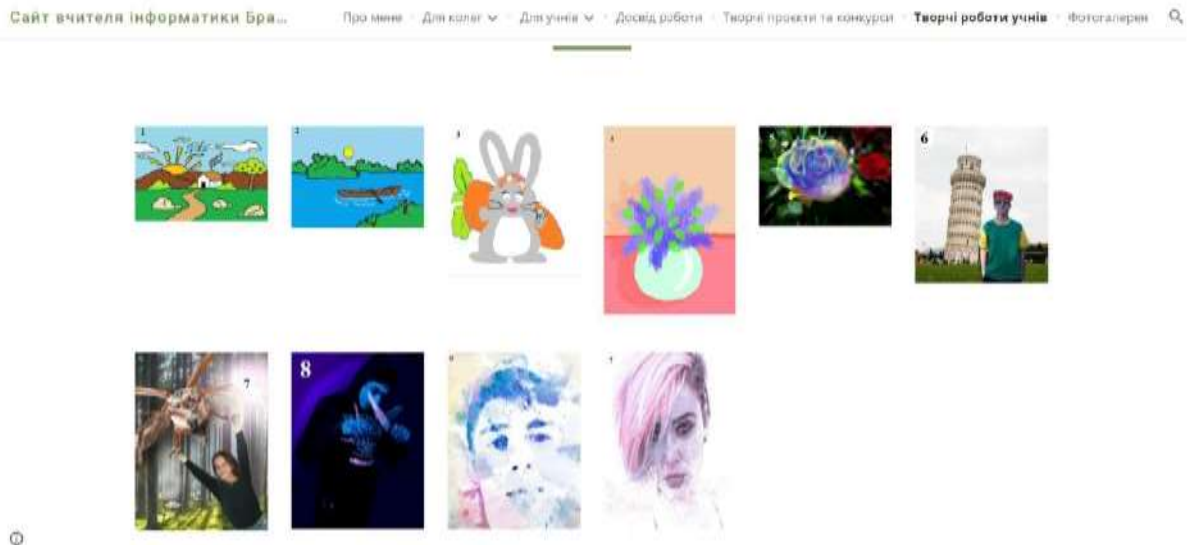 Сайт вчителя інформатики Бра...
Про мене
Для колег
Для учнів
Досвід роботи
Творчі проєкти та конкурси
Творчі роботи учнів
Фотогалерея
1
2
3
5
6
7
8